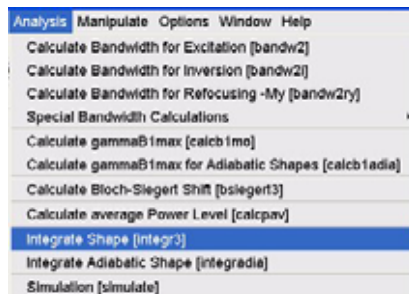 Analysis Manipulate Options Window Help
Calculate Bandwidth for Excitation [bandw2]
Calculate Bandwidth for Inversion [bandw2i]
Calculate Bandwidth for Refocusing -My [bandw2ry]
Special Bandwidth Calculations
Calculate gammaB1max [calcb1mo]
Calculate gammaB1max for Adiabatic Shapes [calcb1adia]
Calculate Bloch-Siegert Shift [bsiegert3]
Calculate average Power Level [calcpav]
Integrate Shape [integr3]
Integrate Adiabatic Shape [integradia]
Simulation [simulate]